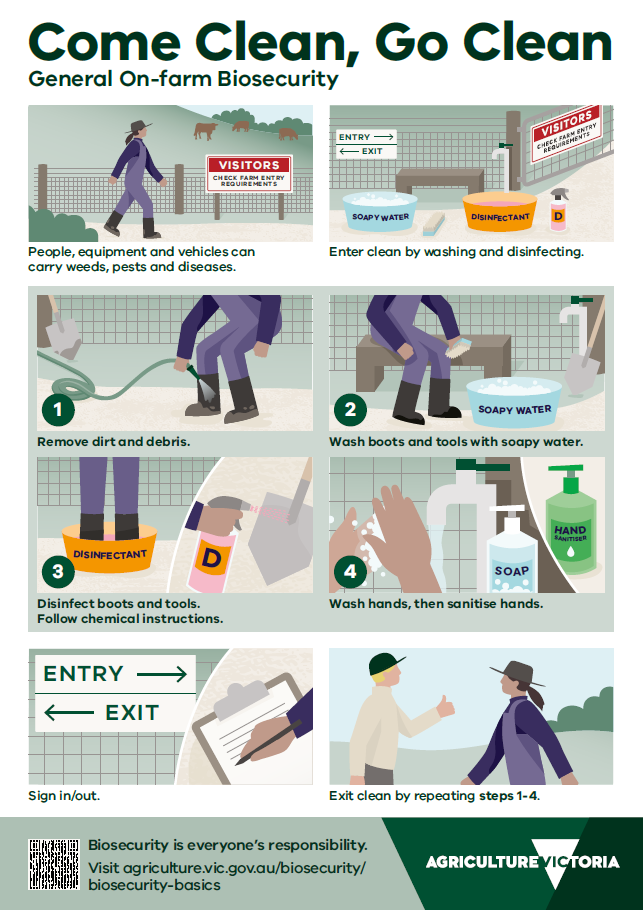 Come Clean, Go Clean
General On-farm Biosecurity
VISITORS
CHECK FARM ENTRY
REQUIREMENTS
ENTRY
EXIT
VISITORS
CHECK FARM ENTRY
REQUIREMENTS
SOAPY WATER
DISINFECTANT
D
People, equipment and vehicles can
carry weeds, pests and diseases.
Enter clean by washing and disinfecting.
1
Remove dirt and debris.
SOAPY WATER
2
Wash boots and tools with soapy water.
DISINFECTANT
D
3
Disinfect boots and tools.
Follow chemical instructions.
HAND
SANITISER
SOAP
4
Wash hands, then sanitise hands.
ENTRY
EXIT
Sign in/out.
Exit clean by repeating steps 1-4.
Biosecurity is everyone's responsibility.
Visit agriculture.vic.gov.au/biosecurity/
biosecurity-basics
AGRICULTURE VICTORIA